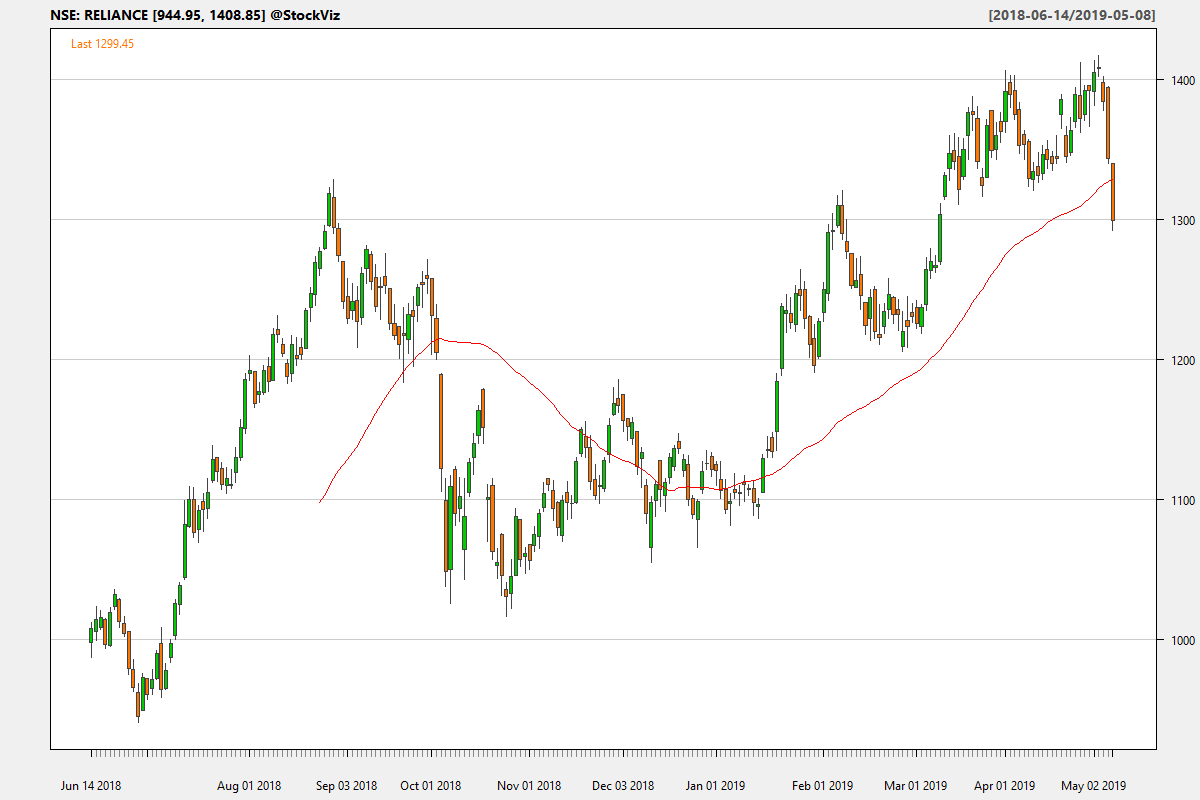 NSE: RELIANCE [944.95, 1408.85] @StockViz [2018-06-14/2019-05-08]
Last 1299.45
1400
1300
1200
1100
1000
Jun 14 2018 Aug 01 2018 Sep 03 2018 Oct 01 2018 Nov 01 2018 Dec 03 2018 Jan 01 2019 Feb 01 2019 Mar 01 2019 Apr 01 2019 May 02 2019